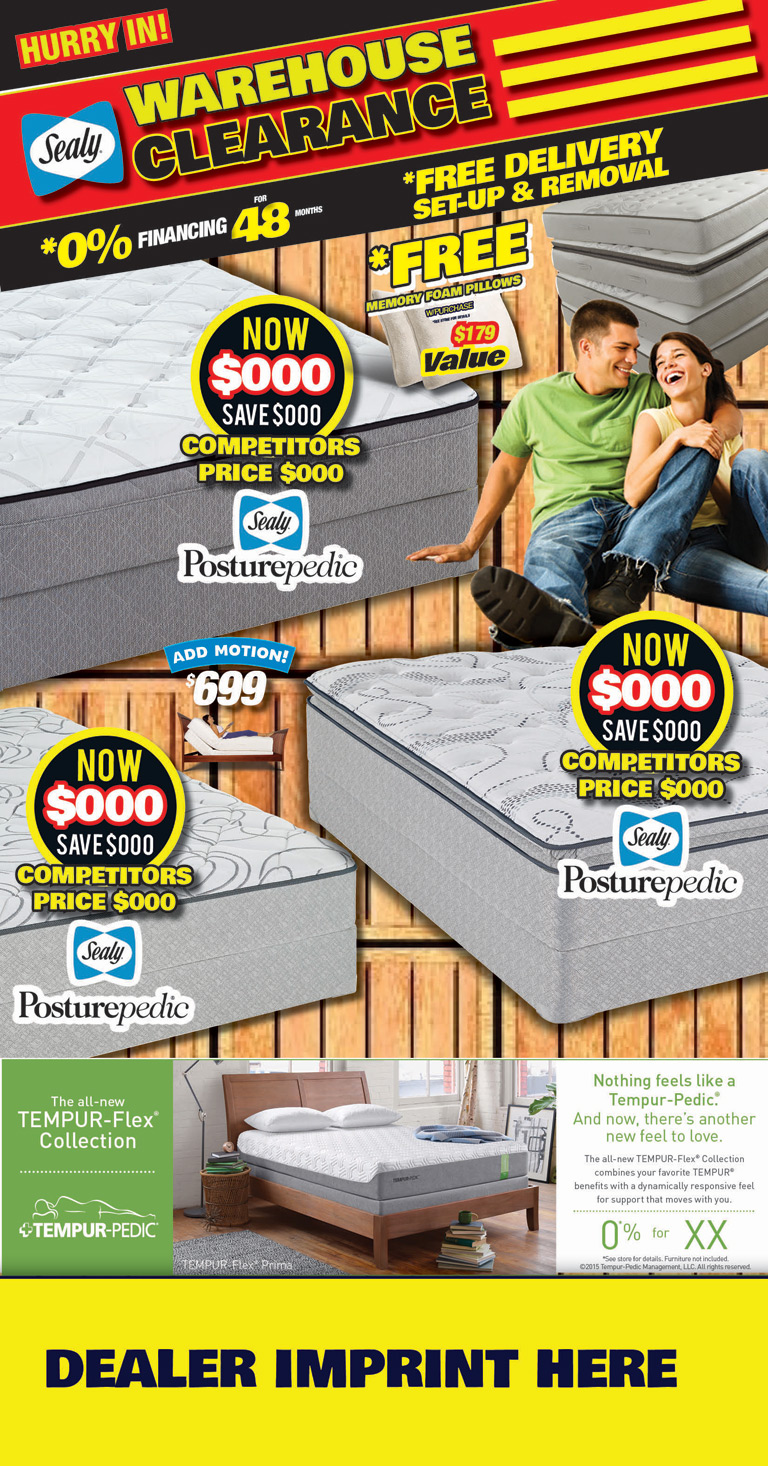 HURRY IN!
Sealy
WAREHOUSE
CLEARANCE
*FREE DELIVERY
SET-UP & REMOVAL
*0% FINANCING FOR 48 MONTHS
*FREE
MEMORY FOAM PILLOWS
W/PURCHASE
*SEE STORE FOR DETAILS
$179
Value
NOW
$000
SAVE $000
COMPETITORS
PRICE $000
Sealy
Posturepedic
ADD MOTION!
$699
NOW
$000
SAVE $000
COMPETITORS
PRICE $000
Sealy
Posturepedic
NOW
$000
SAVE $000
COMPETITORS
PRICE $000
Sealy
Posturepedic
The all-new
TEMPUR-Flex®
Collection
TEMPUR-PEDIC®
TEMPUR-PEDIC
TEMPUR-Flex® Prima
Nothing feels like a
Tempur-Pedic.®
And now, there's another
new feel to love.
The all-new TEMPUR-Flex® Collection
combines your favorite TEMPUR®
benefits with a dynamically responsive feel
for support that moves with you.
0*% for XX
*See store for details. Furniture not included.
©2015 Tempur-Pedic Management, LLC. All rights reserved.
DEALER IMPRINT HERE